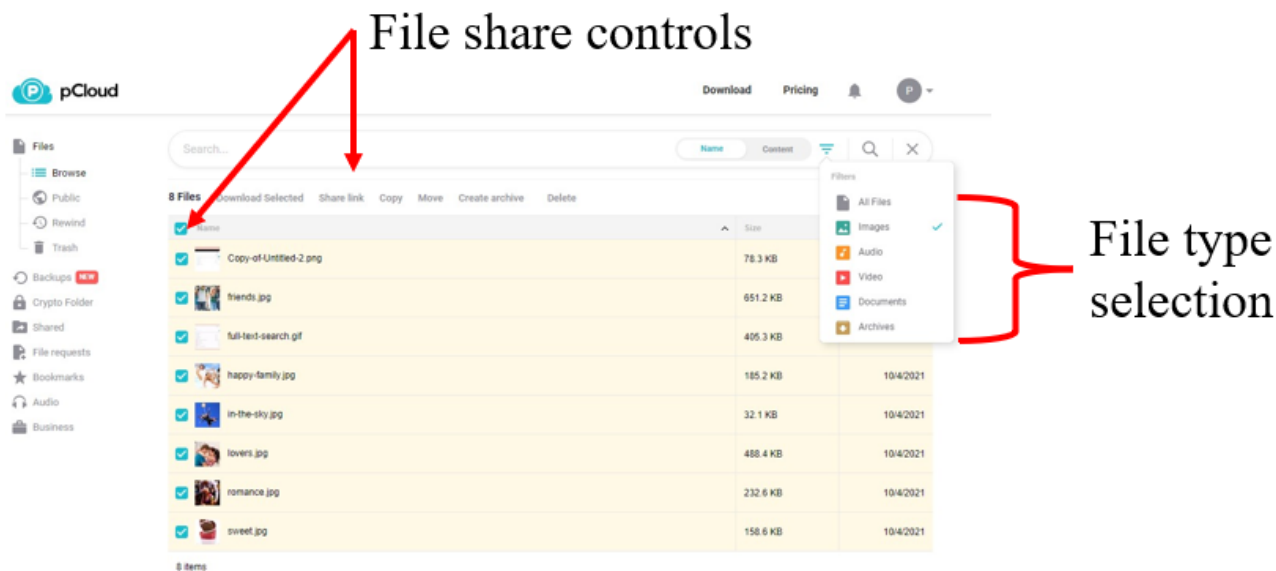 File share controls
pCloud
Download Pricing P
Files
Browse
Public
Rewind
Trash
Backups NEW
Crypto Folder
Shared
File requests
Bookmarks
Audio
Business
Search... Name Content
8 Files Download Selected Share link Copy Move Create archive Delete
Name Size
Copy-of-Untitled-2.png 78.3 KB
friends.jpg 651.2 KB
full-text-search.gif 405.3 KB
happy-family.jpg 185.2 KB 10/4/2021
in-the-sky.jpg 32.1 KB 10/4/2021
lovers.jpg 488.4 KB 10/4/2021
romance.jpg 232.6 KB 10/4/2021
sweet.jpg 158.6 KB 10/4/2021
8 items
Filters
All Files
Images
Audio
Video
Documents
Archives
File type
selection